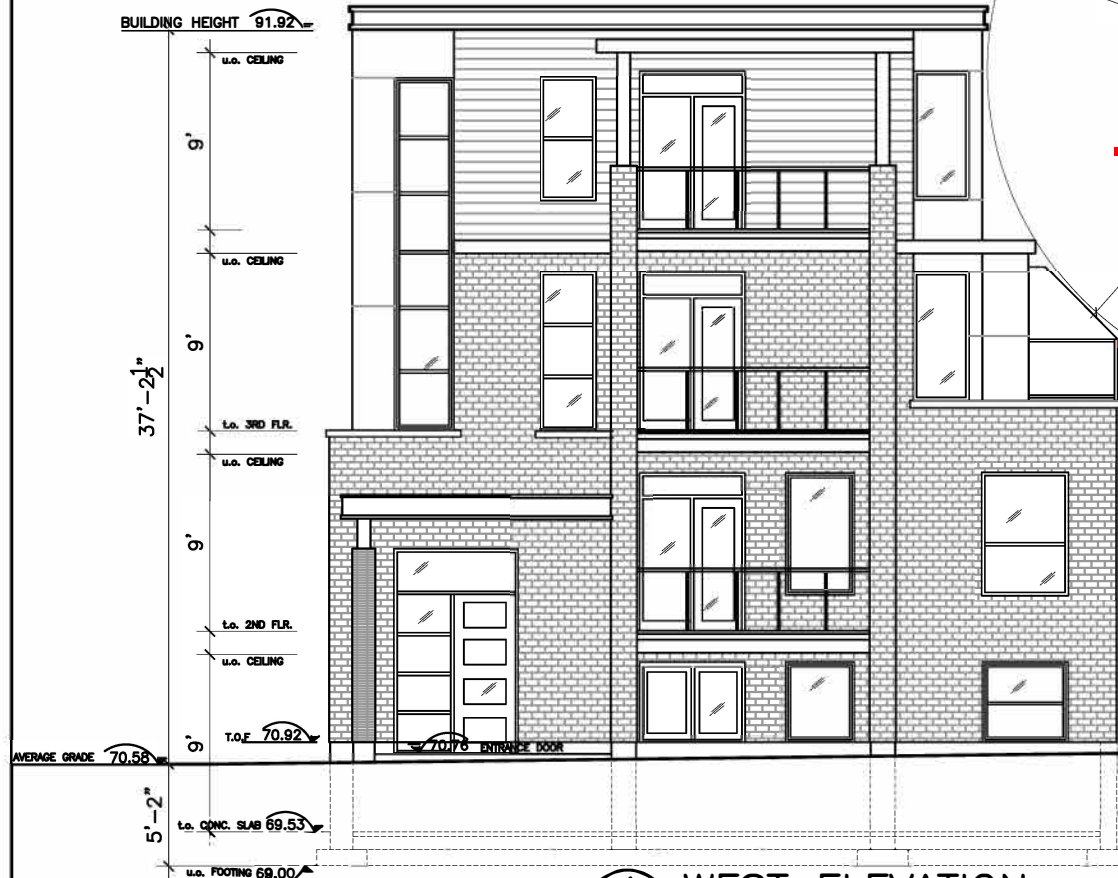 BUILDING HEIGHT 91.92
u.o. CEILING
9'
u.o. CEILING
9'
37'-2 1/2"
t.o. 3RD FLR.
u.o. CEILING
9'
t.o. 2ND FLR.
u.o. CEILING
9'
T.O.F 70.92
70.76 ENTRANCE DOOR
AVERAGE GRADE 70.58
5'-2"
t.o. CONC. SLAB 69.53
u.o. FOOTING 69.00
WEST ELEVATION